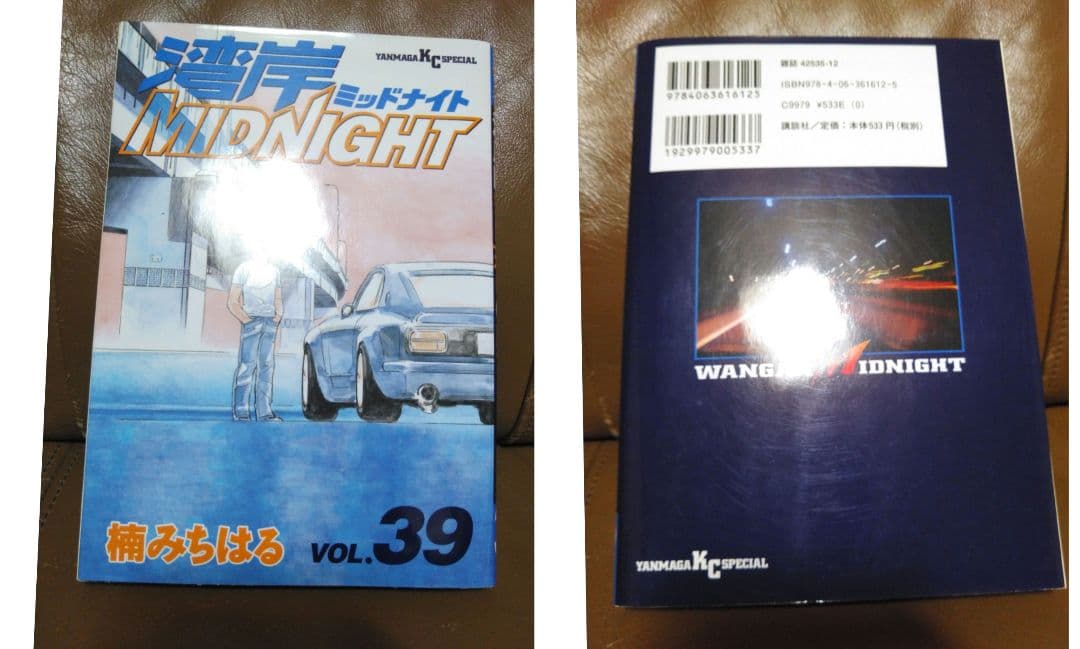 湾岸
ミッドナイト
MIDNIGHT
YANMAGA KC SPECIAL
楠みちはる
VOL.39
9784063616125
1929979005337
雑誌 42535-12
ISBN978-4-06-361612-5
C9979 ¥533E (0)
講談社/定価:本体533円(税別)
MIDNIGHT
YANMAGA KC SPECIAL